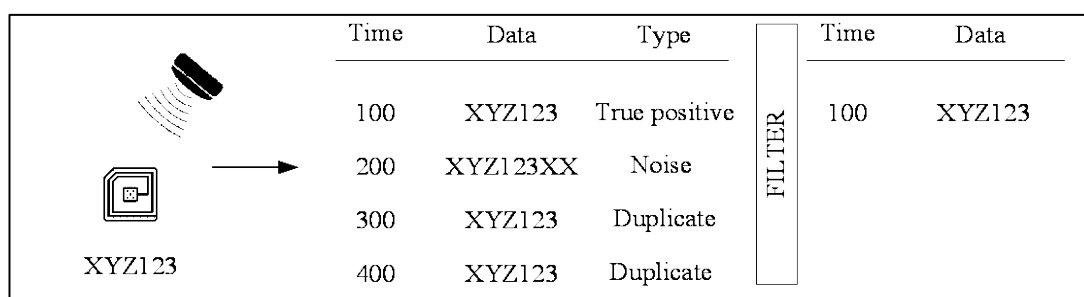 Time Data Type Time Data
100 XYZ123 True positive 100 XYZ123
200 XYZ123XX Noise
300 XYZ123 Duplicate
400 XYZ123 Duplicate
FILTER
XYZ123